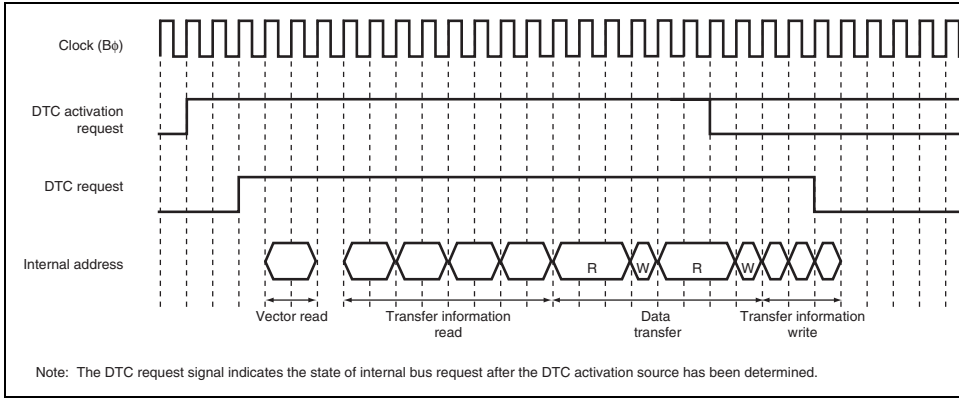 Clock (Bϕ)
DTC activation
request
DTC request
Internal address
R
W
R
W
Vector read
Transfer information
read
Data
transfer
Transfer information
write
Note: The DTC request signal indicates the state of internal bus request after the DTC activation source has been determined.